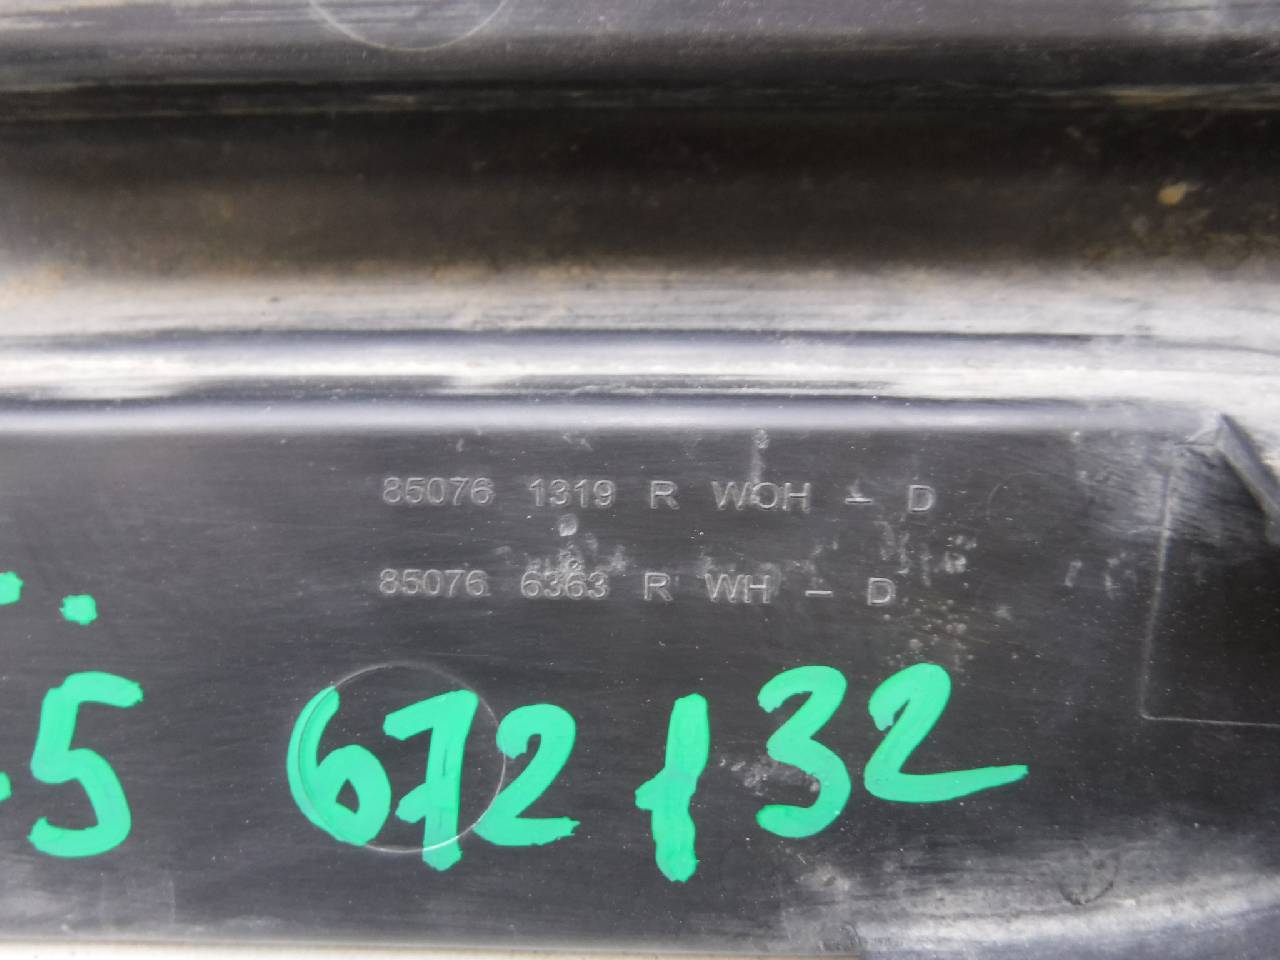 85076 1319 R WOH – D
85076 6363 R WH – D
5 672132